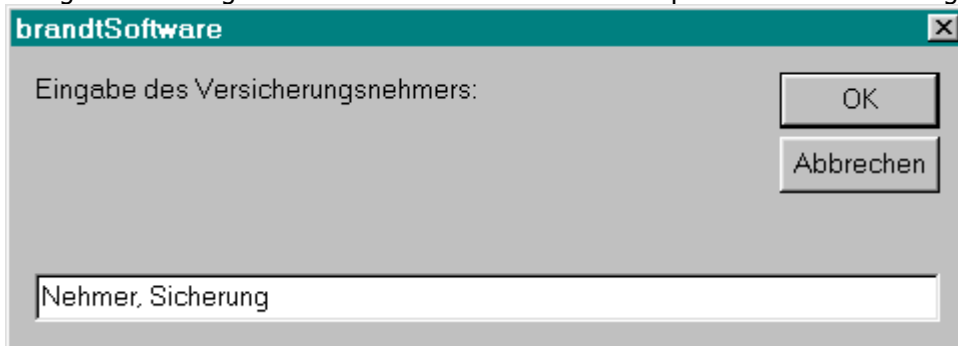 brandtSoftware
Eingabe des Versicherungsnehmers:
OK
Abbrechen
Nehmer, Sicherung